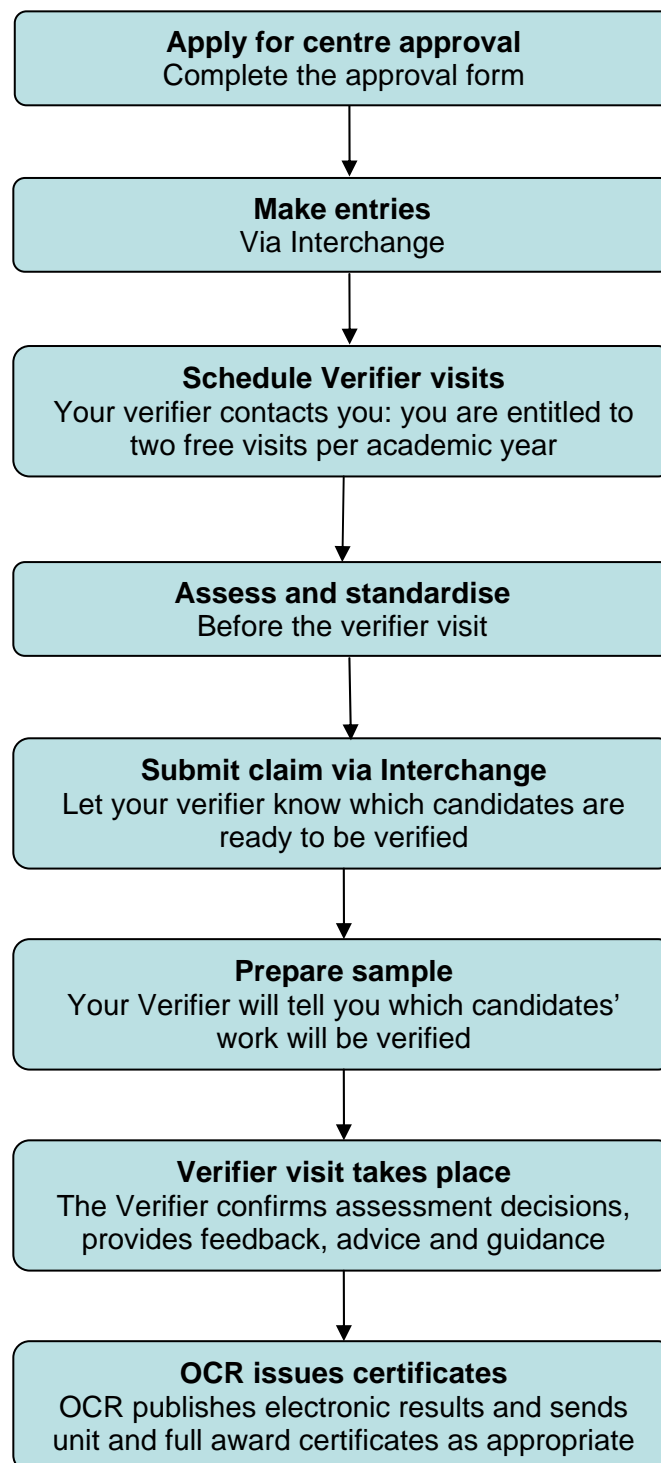 Apply for centre approval
Complete the approval form
Make entries
Via Interchange
Schedule Verifier visits
Your verifier contacts you: you are entitled to
two free visits per academic year
Assess and standardise
Before the verifier visit
Submit claim via Interchange
Let your verifier know which candidates are
ready to be verified
Prepare sample
Your Verifier will tell you which candidates’
work will be verified
Verifier visit takes place
The Verifier confirms assessment decisions,
provides feedback, advice and guidance
OCR issues certificates
OCR publishes electronic results and sends
unit and full award certificates as appropriate